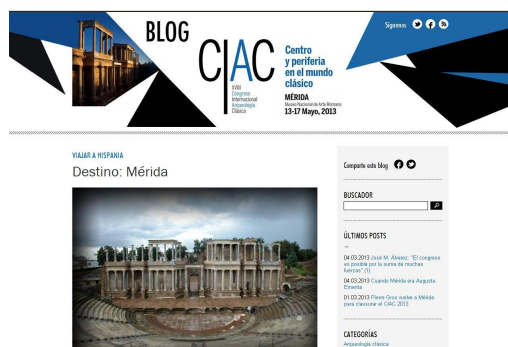 BLOG
CIAC
XVIII
Congreso
Internacional
Arqueología
Clásica
Centro
y periferia
en el mundo
clásico
MÉRIDA
Museo Nacional de Arte Romano
13-17 Mayo, 2013
Síguenos
VIAJAR A HISPANIA
Destino: Mérida
Comparte este blog
BUSCADOR
ÚLTIMOS POSTS
04.03.2013 José M. Álvarez: "El congreso
es posible por la suma de muchas
fuerzas" (1)
04.03.2013 Cuando Mérida era Augusta
Emerita
01.03.2013 Pierre Gros vuelve a Mérida
para clausurar el CIAC 2013
CATEGORÍAS
Arqueología clásica